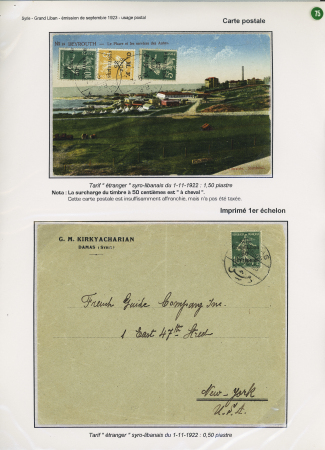 Syrie - Grand Liban - émission de septembre 1923 - usage postal
75
Carte postale
BEYROUTH
Tarif " étranger " syro-libanais du 1-11-1922 : 1,50 piastre
Nota : La surcharge du timbre à 50 centièmes est " à cheval ".
Cette carte postale est insuffisamment affranchie, mais n'a pas été taxée.
Imprimé 1er échelon
G. M. KIRKYACHARIAN
DAMAS (Syrie)
French Guide Company Inc.
1 East 47th Street
New-York
U.S.A.
Tarif " étranger " syro-libanais du 1-11-1922 : 0,50 piastre